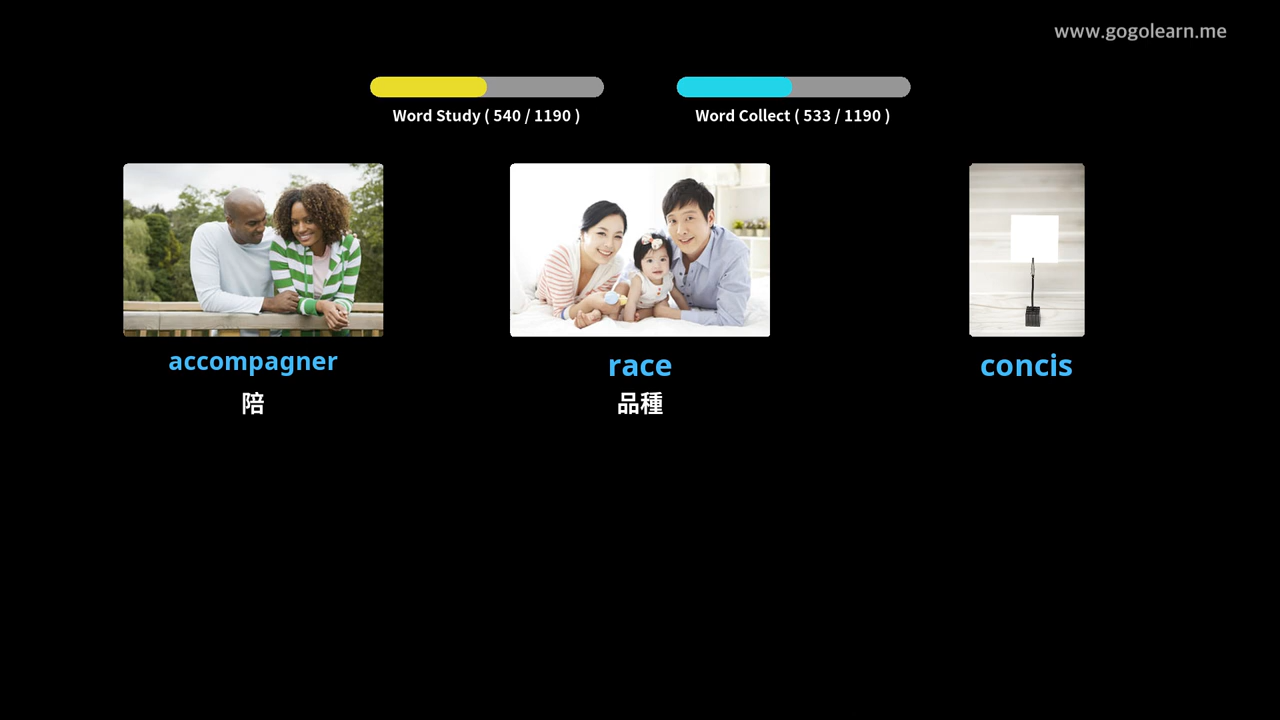 www.gogolearn.me
Word Study ( 540 / 1190 )
Word Collect ( 533 / 1190 )
accompagner
陪
race
品種
concis